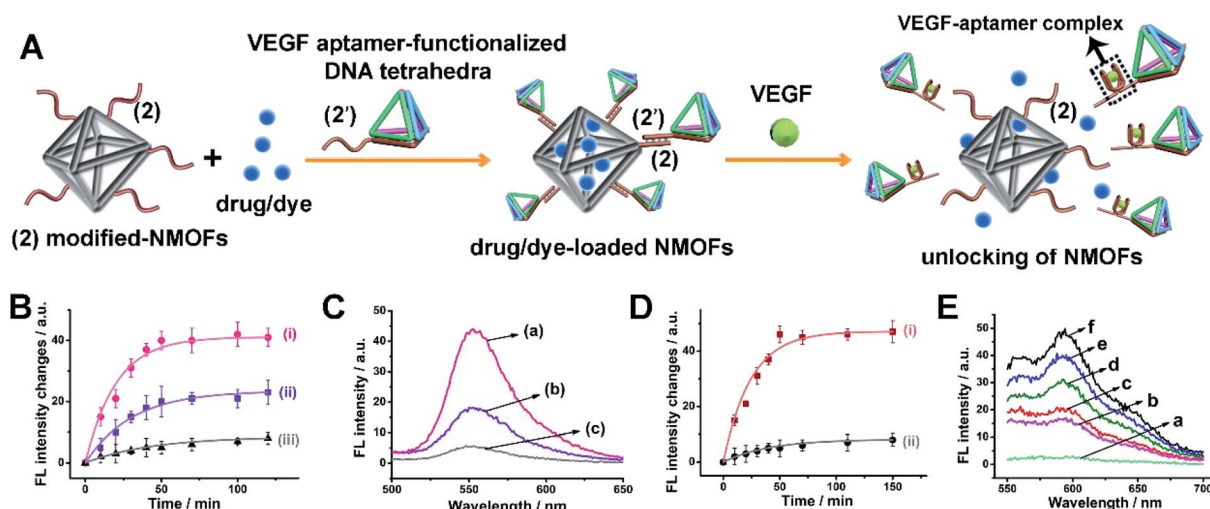 A
VEGF aptamer-functionalized
DNA tetrahedra
VEGF-aptamer complex
(2)
(2')
(2')
(2)
VEGF
(2)
+
drug/dye
(2) modified-NMOFs
drug/dye-loaded NMOFs
unlocking of NMOFs
B
FL intensity changes / a.u.
40
20
0
0 50 100
Time / min
(i)
(ii)
(iii)
C
FL intensity / a.u.
50
40
30
20
10
0
500 550 600 650
Wavelength / nm
(a)
(b)
(c)
D
FL intensity changes / a.u.
40
20
0
0 50 100 150
Time / min
(i)
(ii)
E
FL intensity / a.u.
50
40
30
20
10
0
550 600 650 700
Wavelength / nm
f
e
d
c
b
a